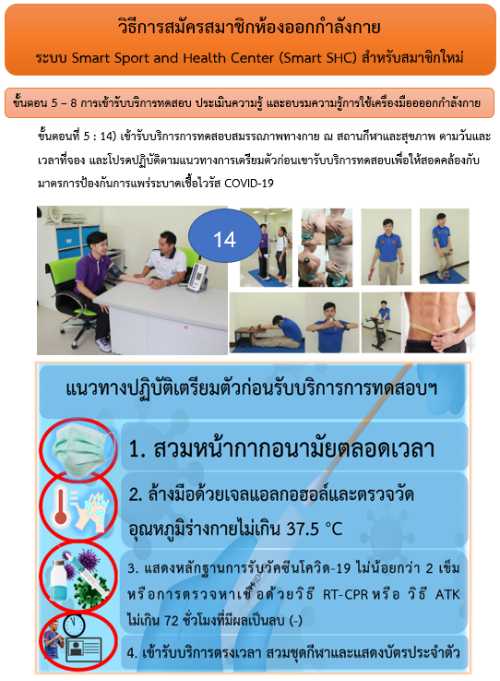 วิธีการสมัครสมาชิกห้องออกกำลังกาย
ระบบ Smart Sport and Health Center (Smart SHC) สำหรับสมาชิกใหม่
ขั้นตอน 5 – 8 การเข้ารับบริการทดสอบ ประเมินความรู้ และอบรมความรู้การใช้เครื่องมือออกกำลังกาย
ขั้นตอนที่ 5 : 14) เข้ารับบริการการทดสอบสมรรถภาพทางกาย ณ สถานกีฬาและสุขภาพ ตามวันและ
เวลาที่จอง และโปรดปฏิบัติตามแนวทางการเตรียมตัวก่อนเขารับบริการทดสอบเพื่อให้สอดคล้องกับ
มาตรการป้องกันการแพร่ระบาดเชื้อไวรัส COVID-19
14
แนวทางปฏิบัติเตรียมตัวก่อนรับบริการการทดสอบฯ
1. สวมหน้ากากอนามัยตลอดเวลา
2. ล้างมือด้วยเจลแอลกอฮอล์และตรวจวัด
อุณหภูมิร่างกายไม่เกิน 37.5 °C
3. แสดงหลักฐานการรับวัคซีนโควิด-19 ไม่น้อยกว่า 2 เข็ม
หรือการตรวจหาเชื้อด้วยวิธี RT-CPR หรือ วิธี ATK
ไม่เกิน 72 ชั่วโมงที่มีผลเป็นลบ (-)
4. เข้ารับบริการตรงเวลา สวมชุดกีฬาและแสดงบัตรประจำตัว